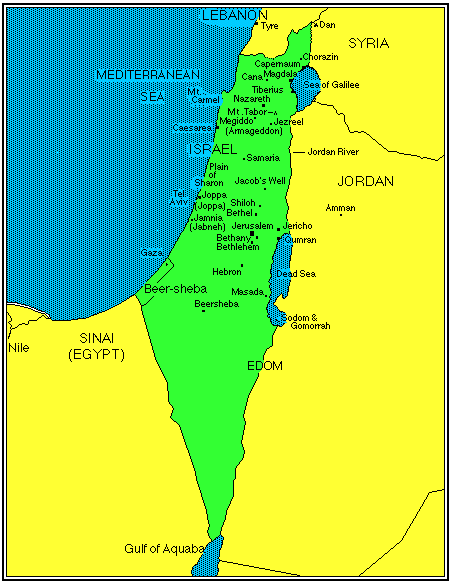 LEBANON
Tyre
Dan
SYRIA
Chorazin
Capernaum
MEDITERRANEAN
SEA
Cana
Magdala
Sea of Galilee
Mt.
Carmel
Tiberius
Nazareth
Mt. Tabor
Megiddo
Jezreel
(Armageddon)
Caesarea
ISRAEL
Jordan River
Samaria
Plain
of
Sharon
Jacob's Well
JORDAN
Tel
Aviv
Joppa
(Joppa)
Shiloh
Bethel
Amman
Jamnia
(Jabneh)
Jerusalem
Jericho
Bethany
Qumran
Bethlehem
Gaza
Hebron
Dead Sea
Beer-sheba
Masada
Beersheba
Sodom &
Gomorrah
SINAI
(EGYPT)
Nile
EDOM
Gulf of Aquaba